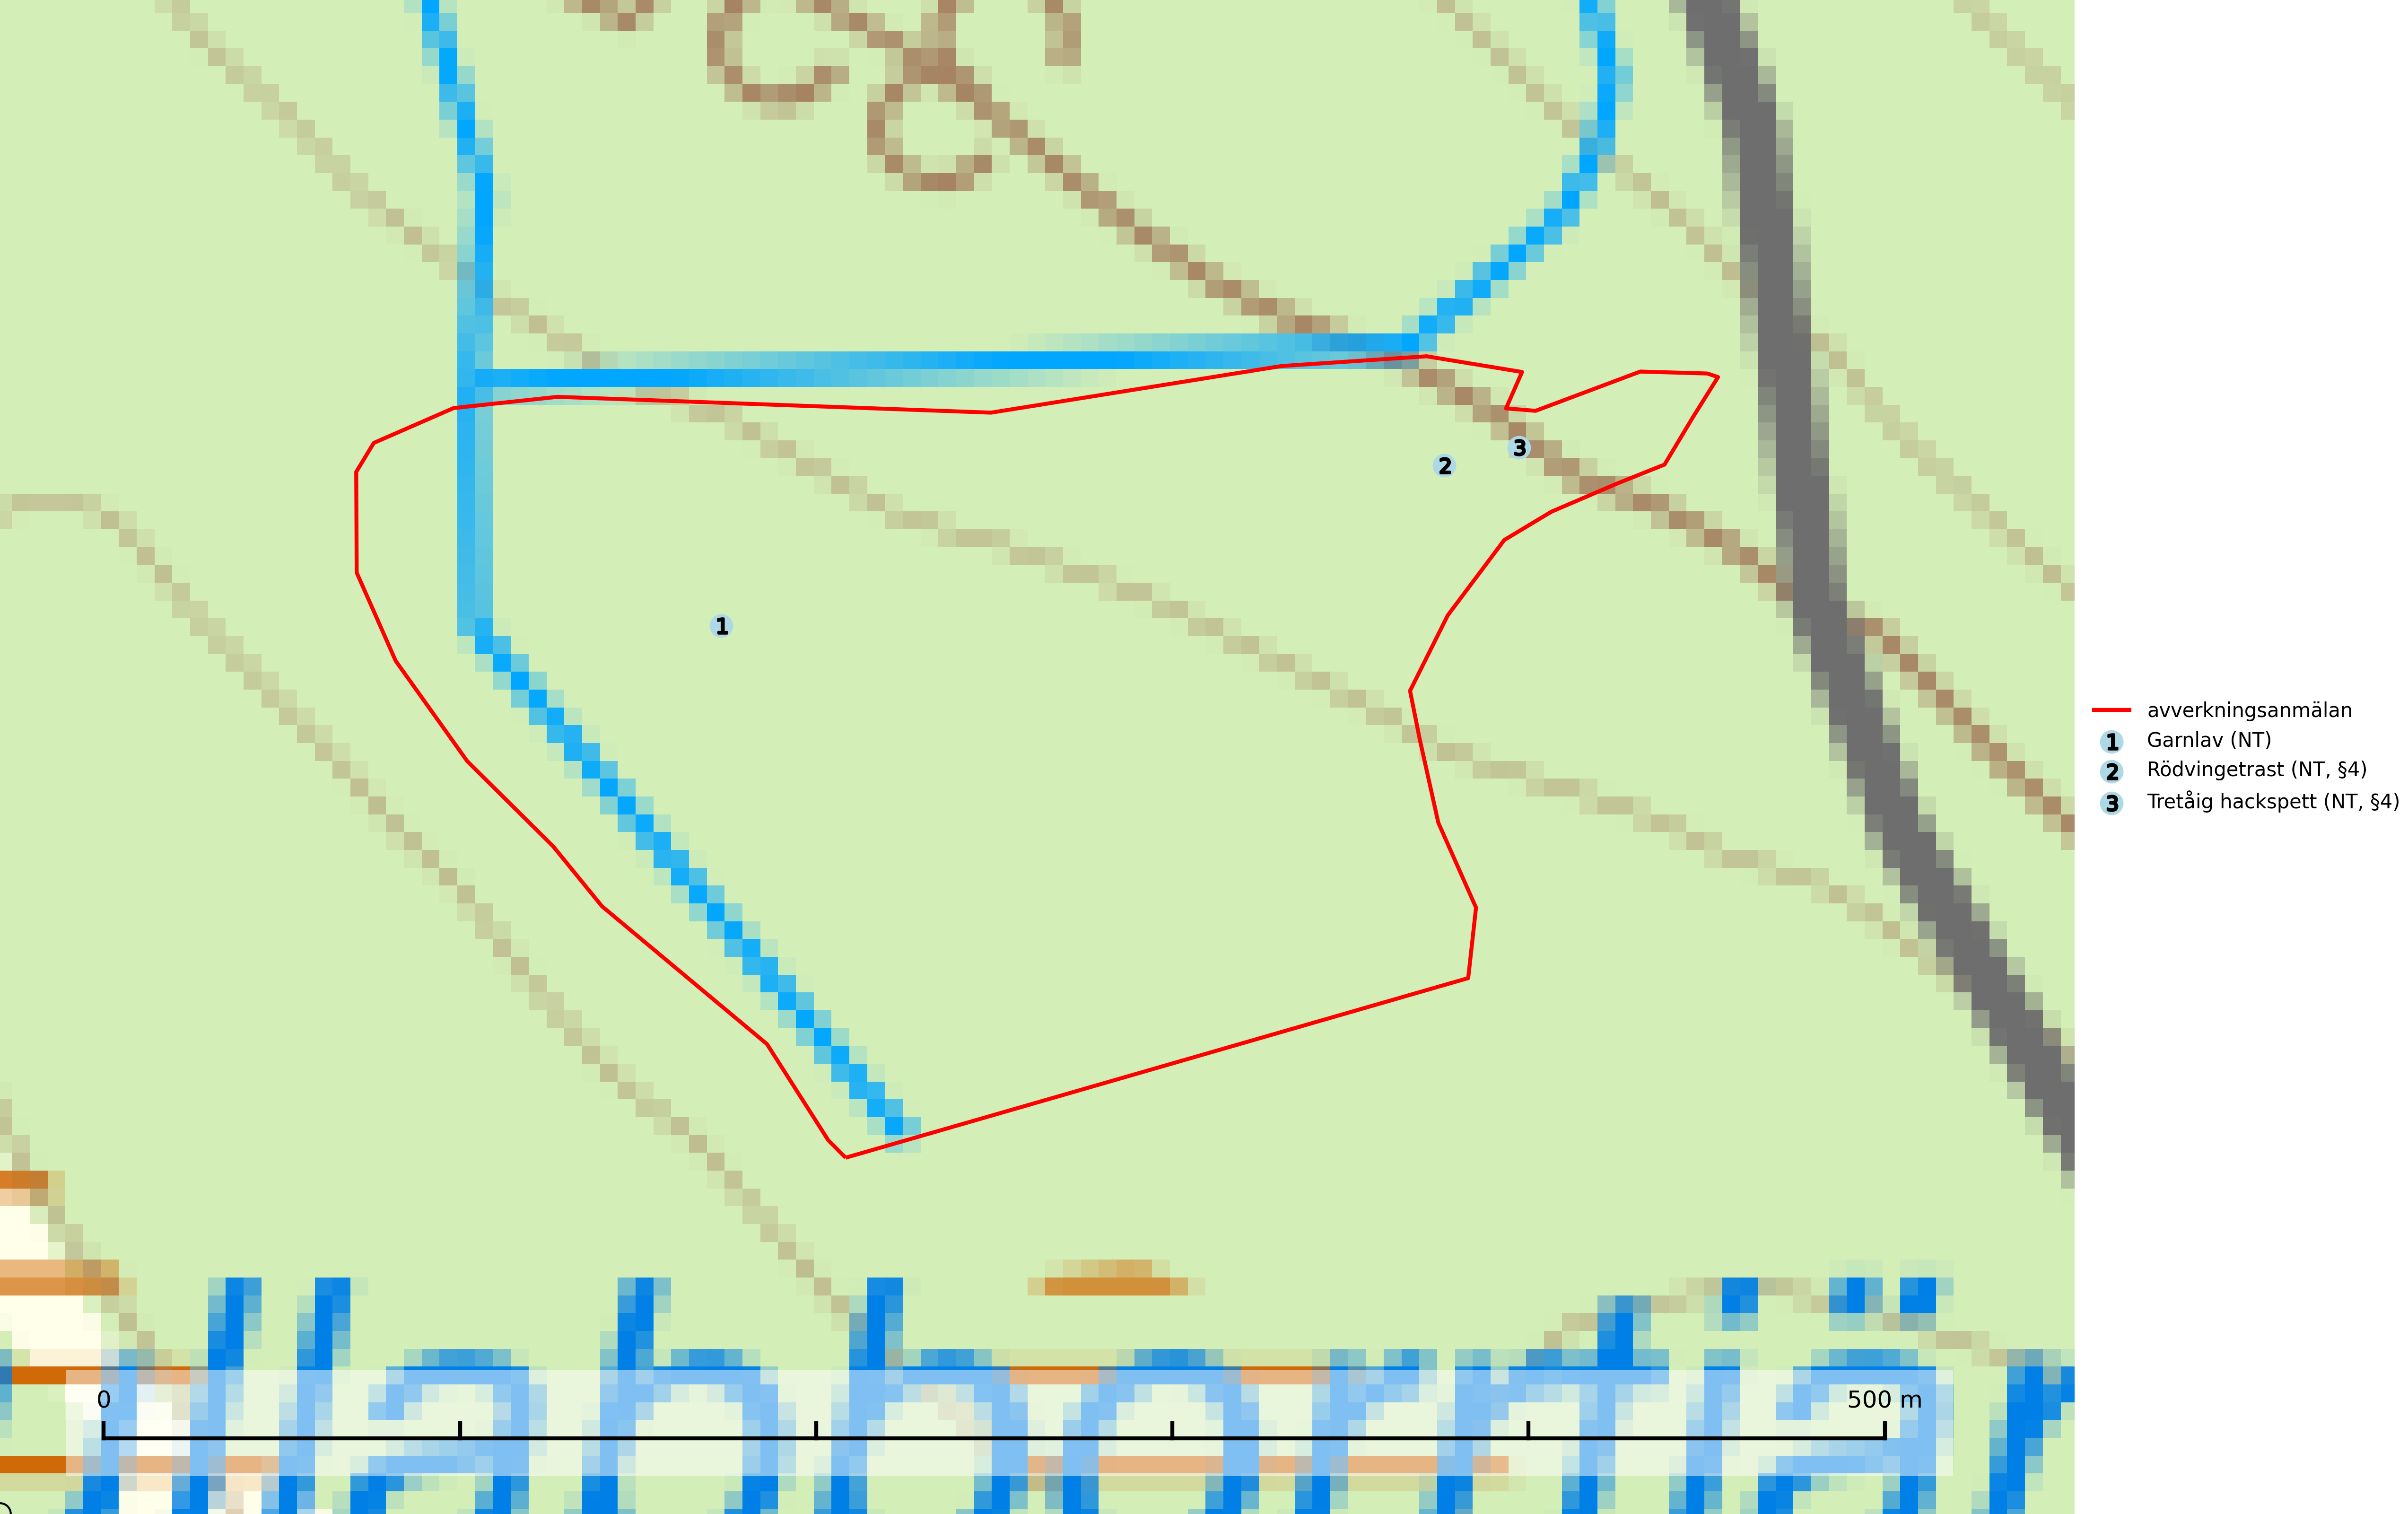 1
2
3
avverkningsanmälan
1 Garnlav (NT)
2 Rödvingetrast (NT, §4)
3 Tretåig hackspett (NT, §4)
0
500 m